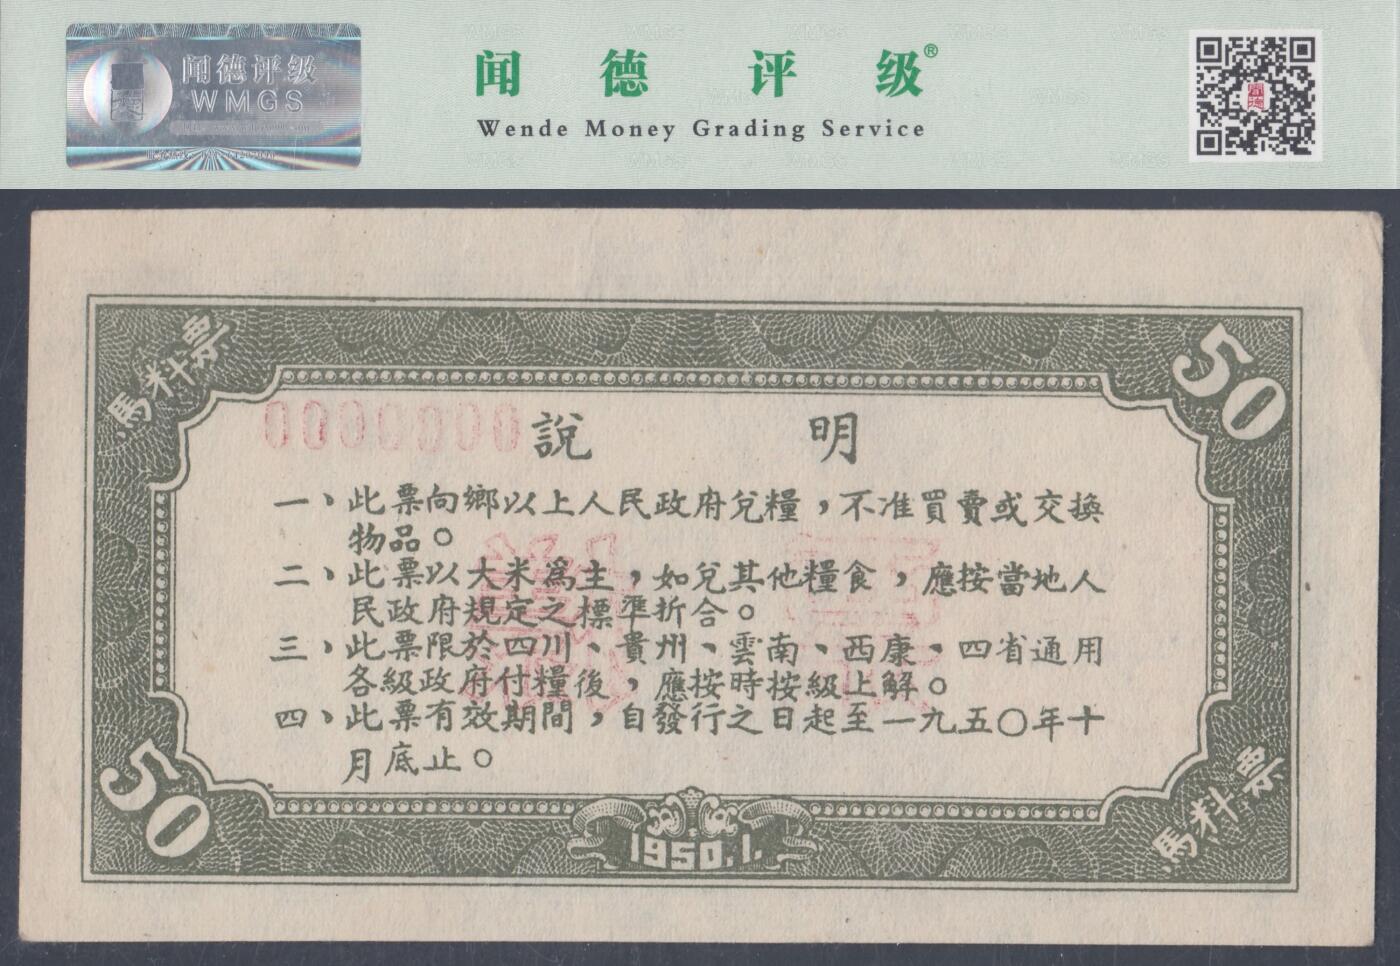 闻德评级
WMGS
闻德评级®
Wende Money Grading Service
馬料票
50
0000000
說明
一、此票向鄉以上人民政府兌糧，不准買賣或交換
物品。
二、此票以大米為主，如兌其他糧食，應按當地人
民政府規定之標準折合。
三、此票限於四川、貴州、雲南、西康、四省通用
各級政府付糧後，應按時按級上解。
四、此票有效期間，自發行之日起至一九五〇年十
月底止。
50
1950.1.
馬料票